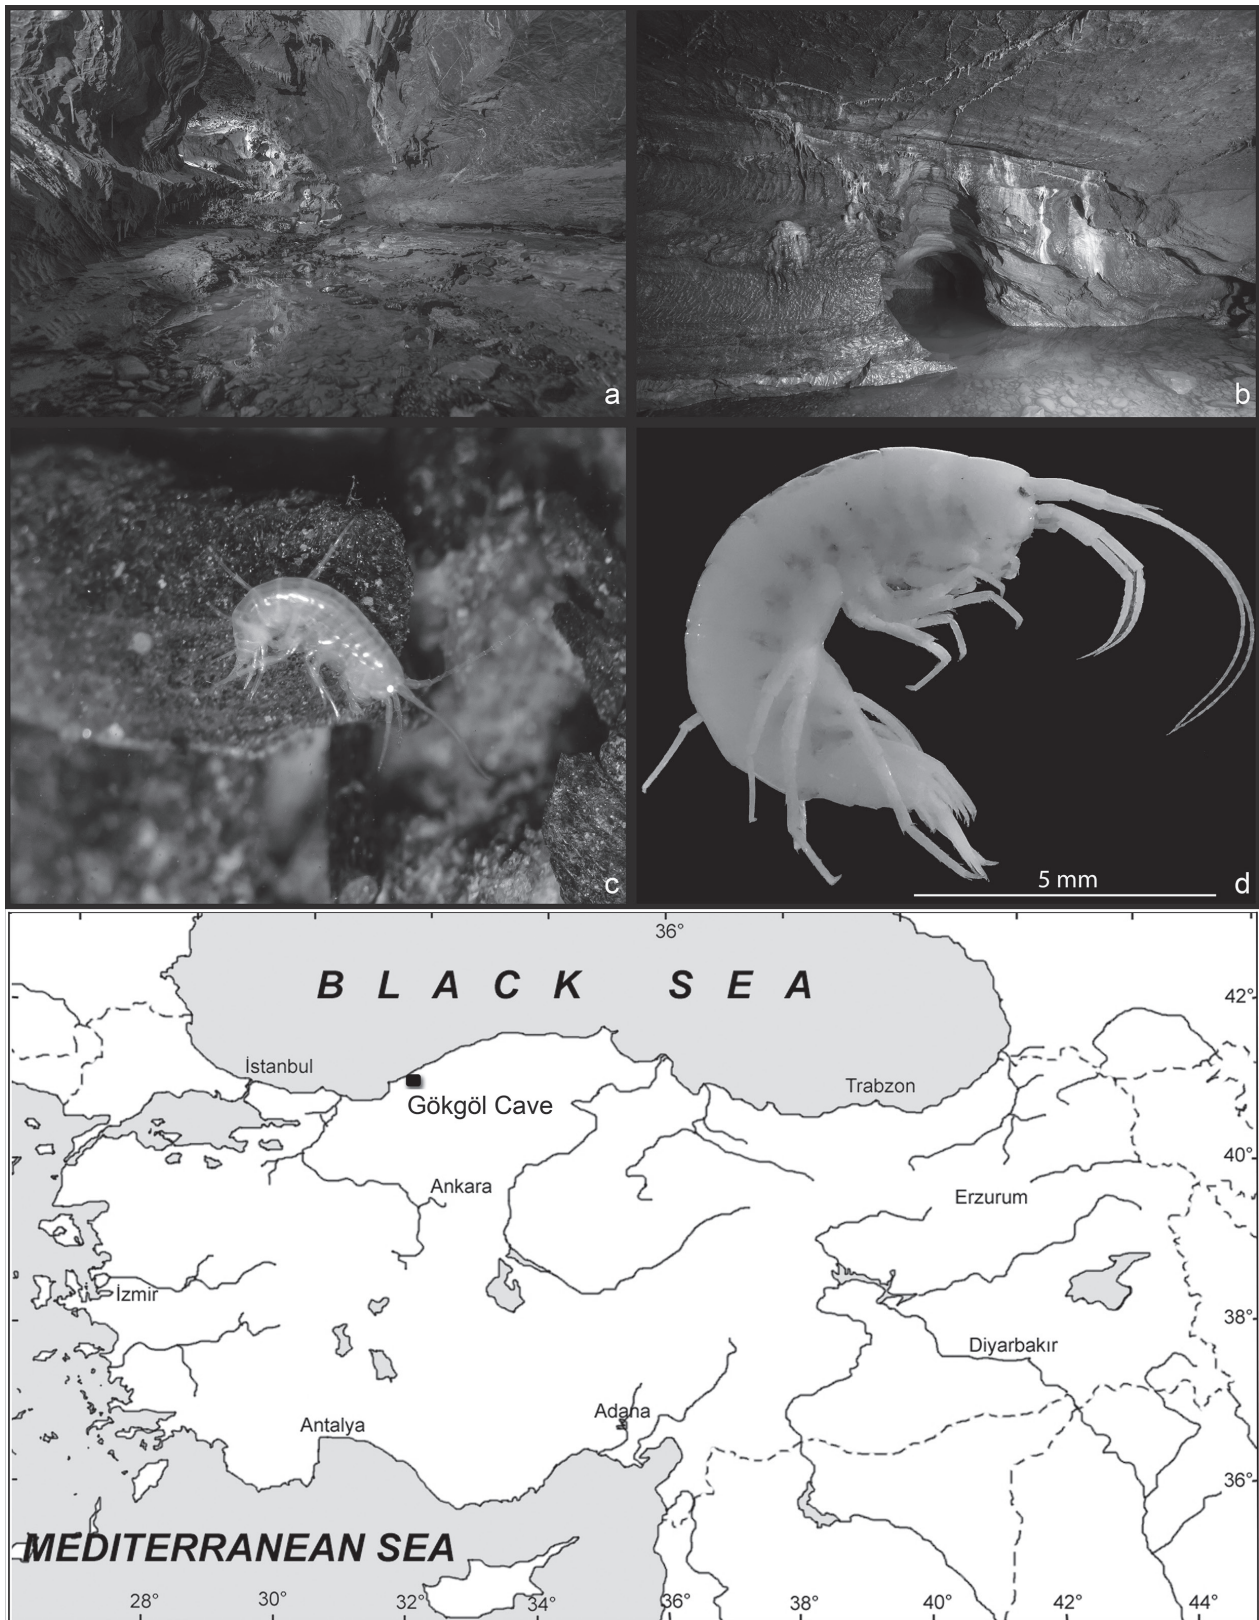 a
b
c
5 mm
d
36°
BLACK SEA
42°
İstanbul
Trabzon
Gökgöl Cave
40°
Ankara
Erzurum
İzmir
38°
Diyarbakır
Adana
Antalya
36°
MEDITERRANEAN SEA
28°
30°
32°
34°
36°
38°
40°
42°
44°